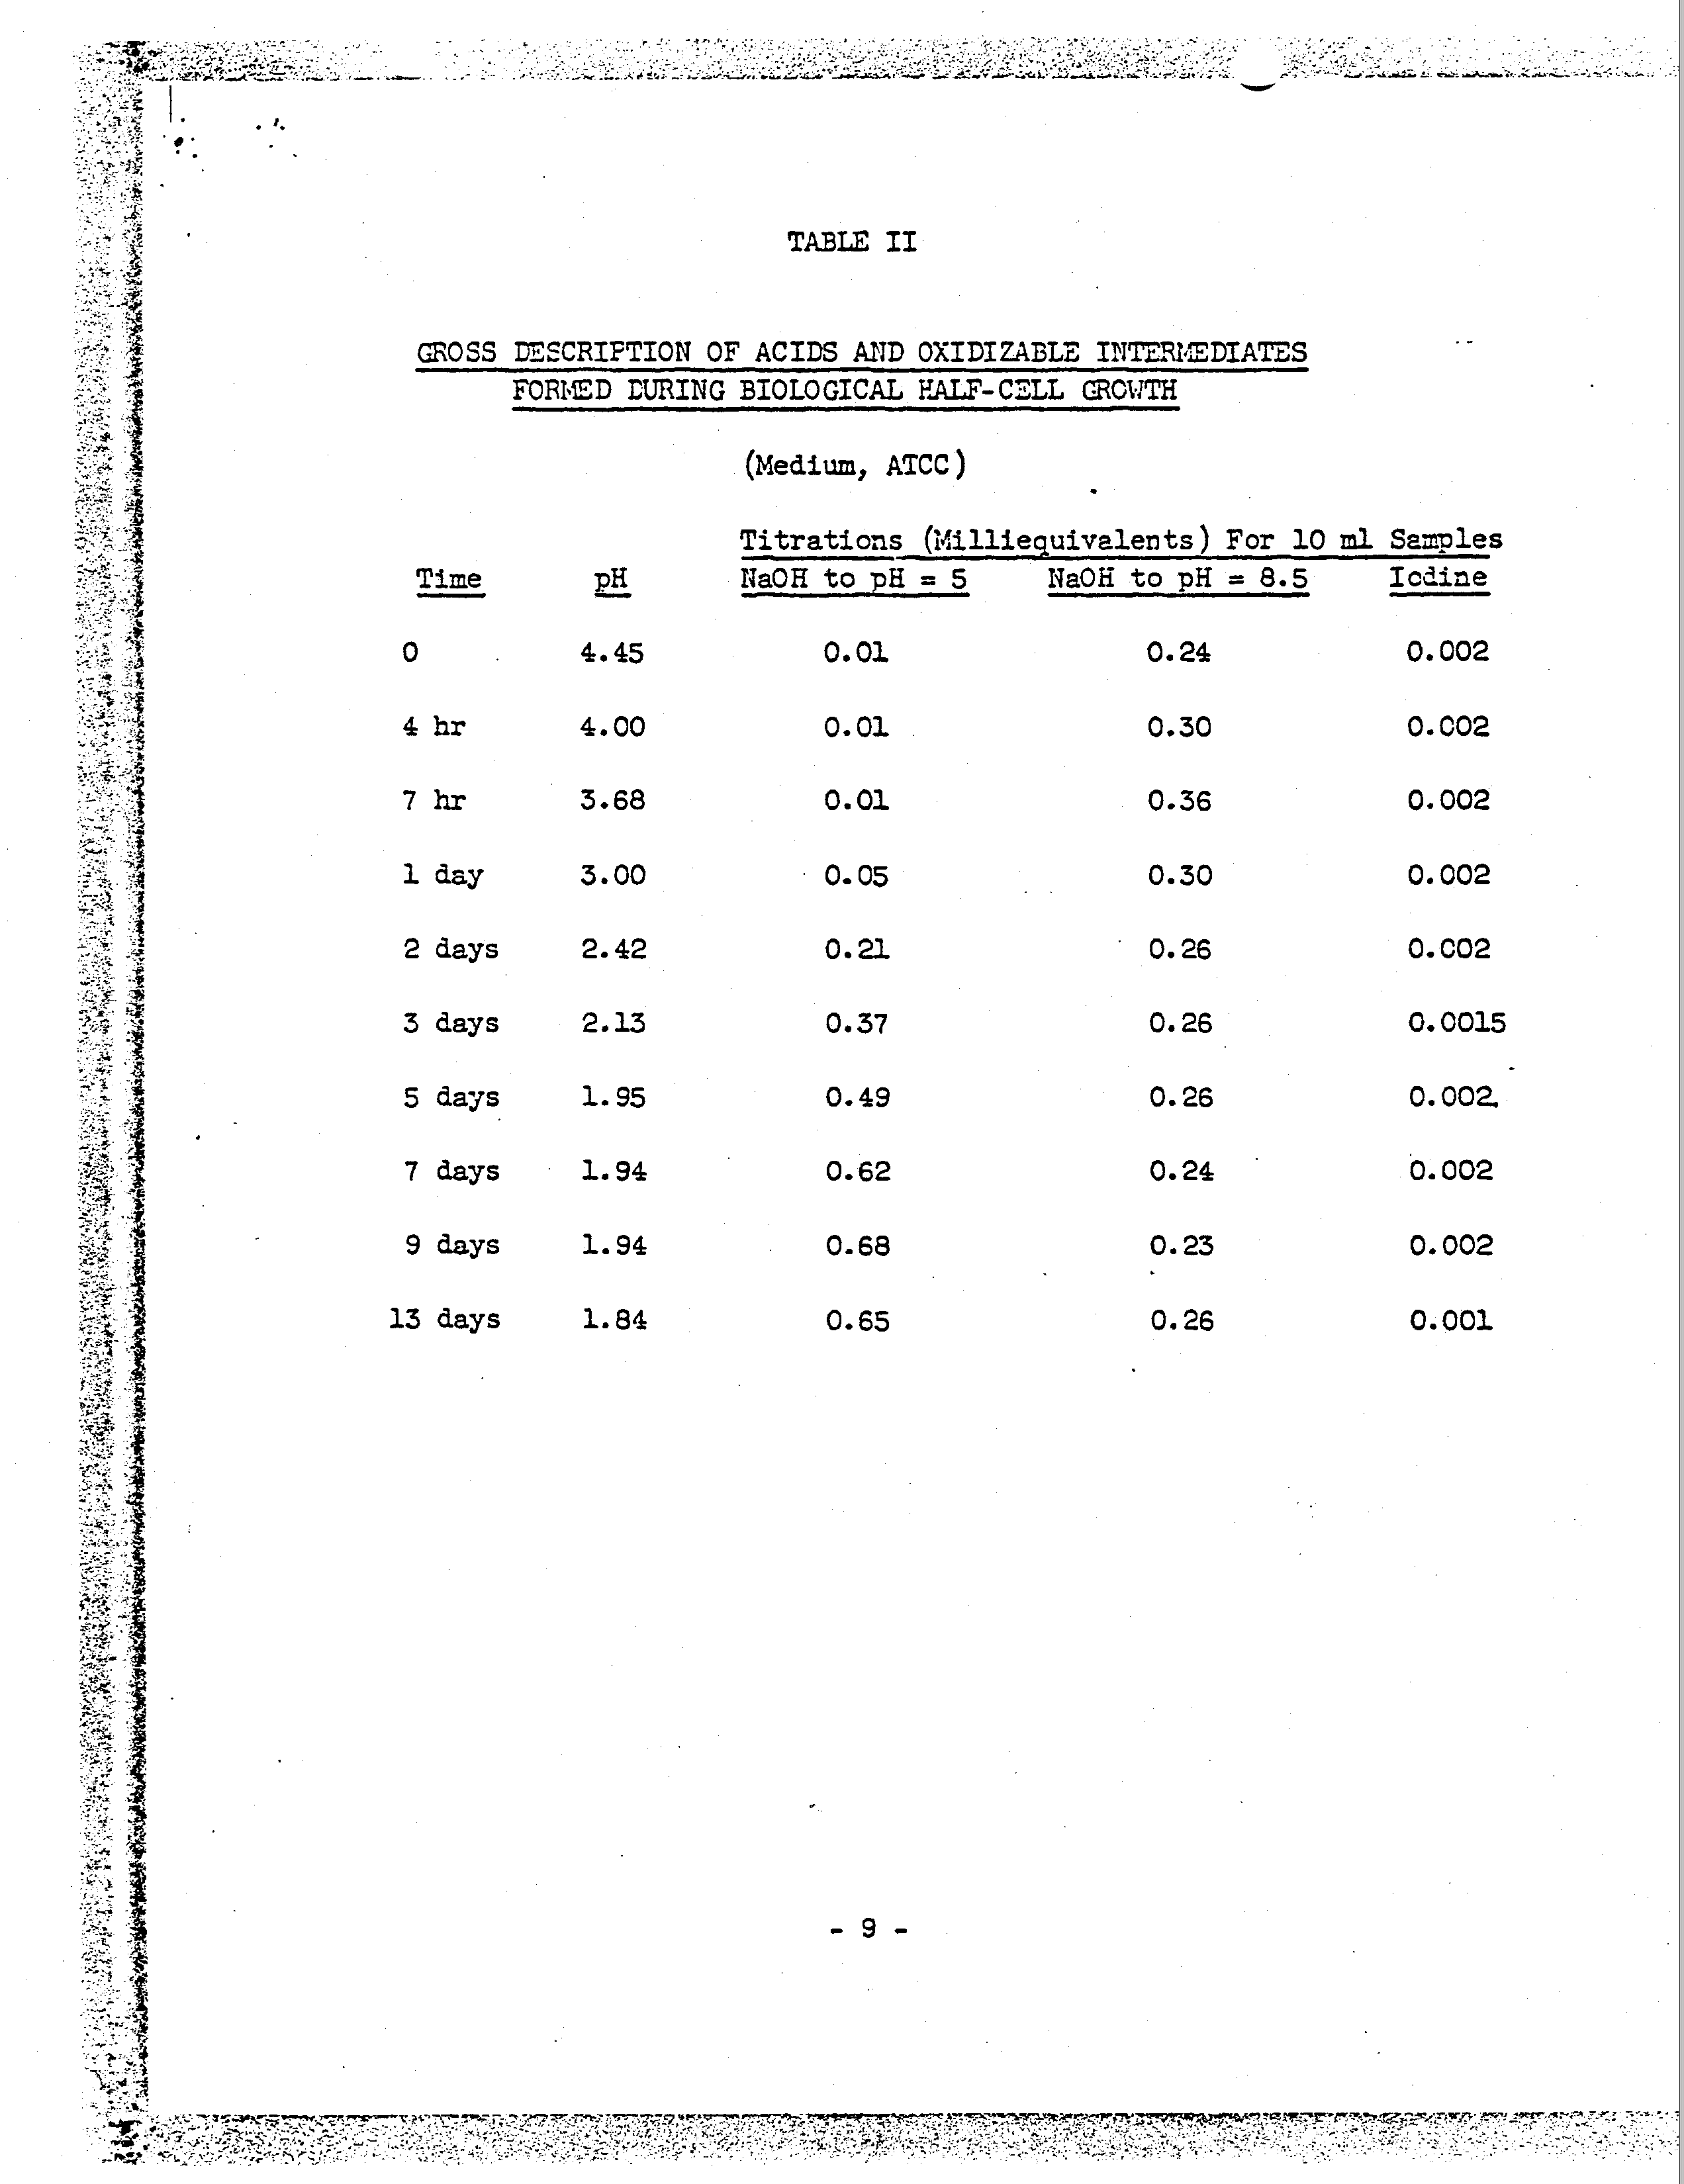 TABLE II
GROSS DESCRIPTION OF ACIDS AND OXIDIZABLE INTERMEDIATES
FORMED DURING BIOLOGICAL HALF-CELL GROWTH
(Medium, ATCC)
Titrations (Milliequivalents) For 10 ml Samples
Time pH NaOH to pH = 5 NaOH to pH = 8.5 Iodine
0 4.45 0.01 0.24 0.002
4 hr 4.00 0.01 0.30 0.002
7 hr 3.68 0.01 0.36 0.002
1 day 3.00 0.05 0.30 0.002
2 days 2.42 0.21 0.26 0.002
3 days 2.13 0.37 0.26 0.0015
5 days 1.95 0.49 0.26 0.002
7 days 1.94 0.62 0.24 0.002
9 days 1.94 0.68 0.23 0.002
13 days 1.84 0.65 0.26 0.001
- 9 -